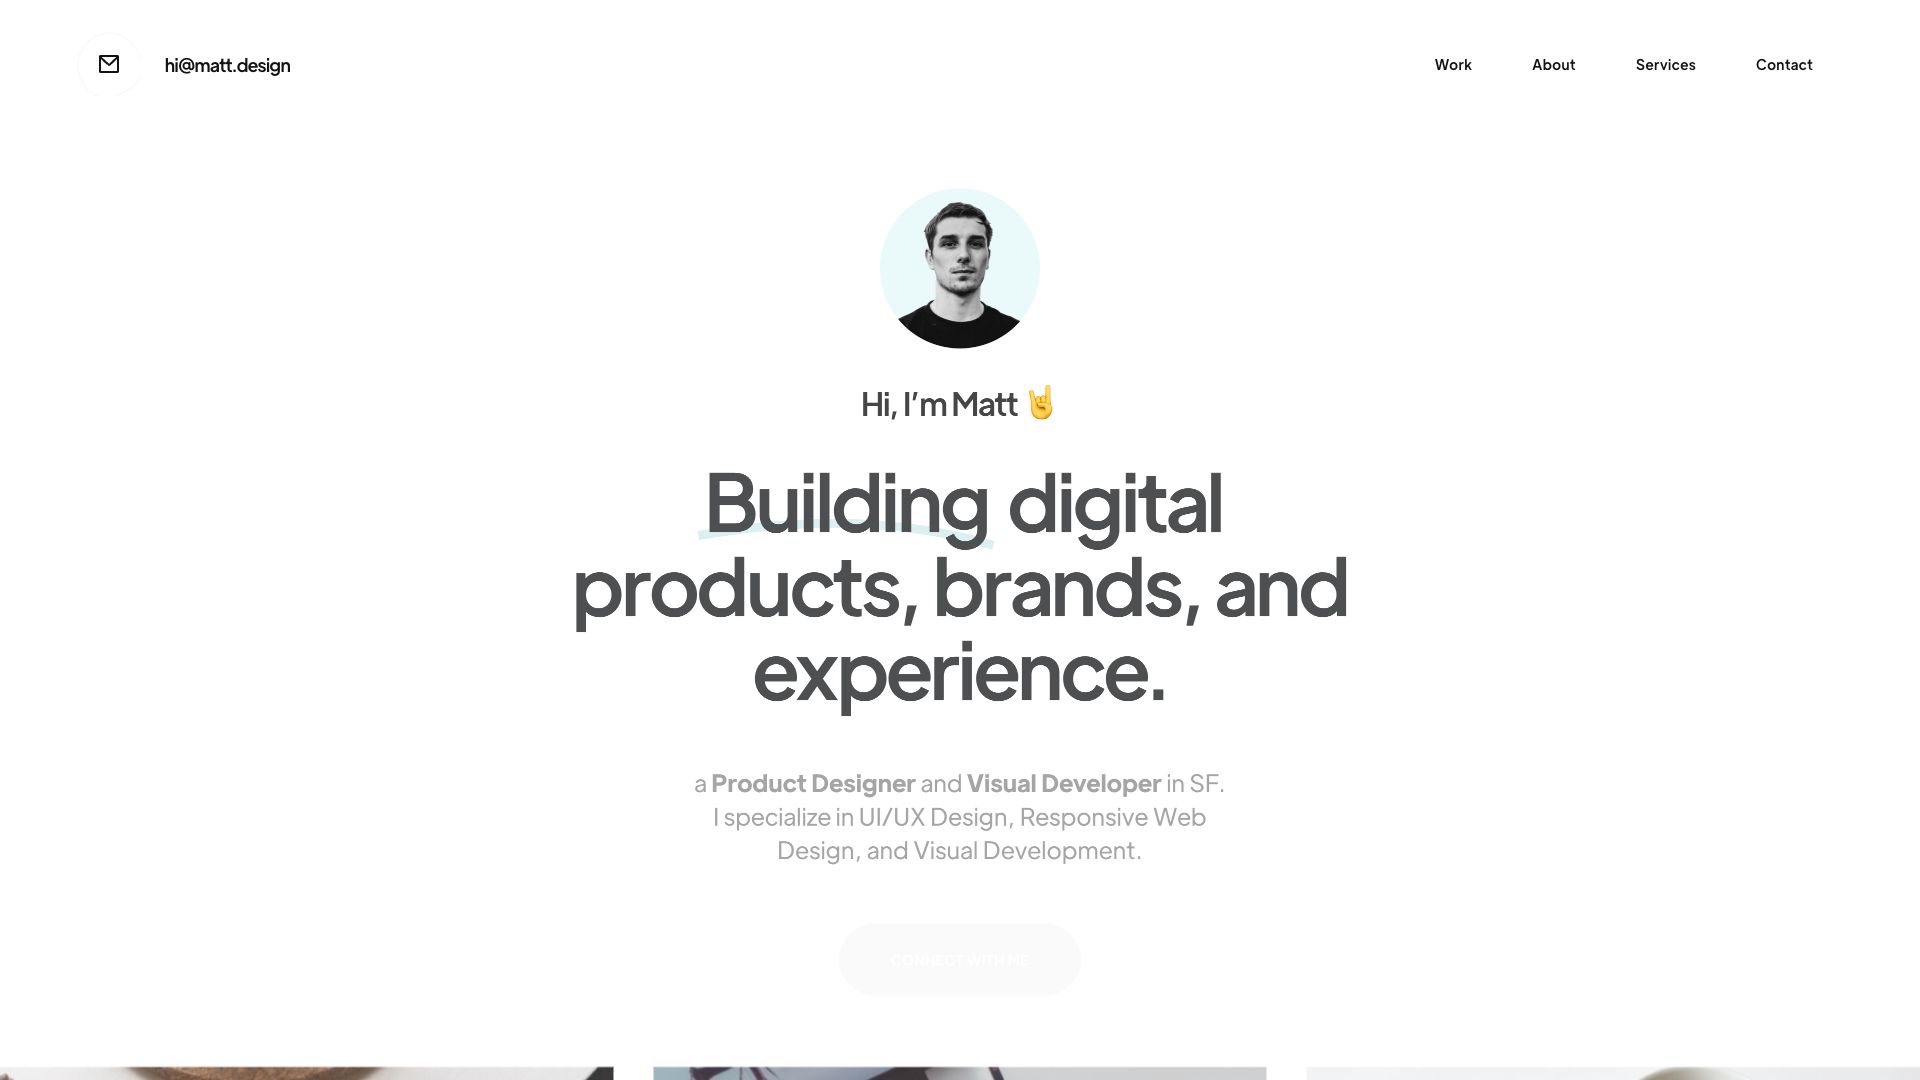 hi@matt.design
Work
About
Services
Contact
Hi, I’m Matt 🤘
Building digital
products, brands, and
experience.
a Product Designer and Visual Developer in SF.
I specialize in UI/UX Design, Responsive Web
Design, and Visual Development.
CONNECT WITH ME